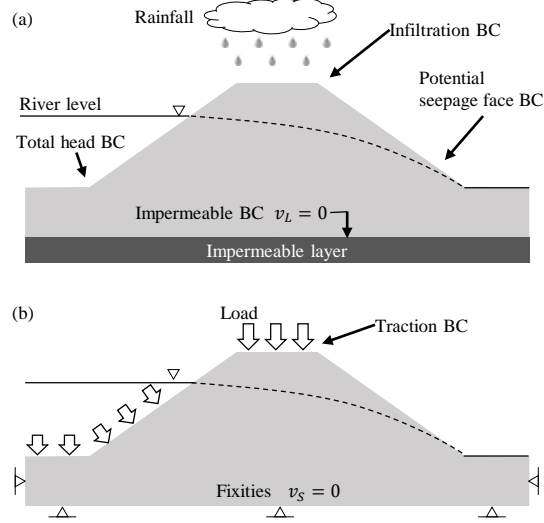 (a)
Rainfall
Infiltration BC
Potential
seepage face BC
River level
Total head BC
Impermeable BC v_L = 0
Impermeable layer
(b)
Load
Traction BC
Fixities v_S = 0